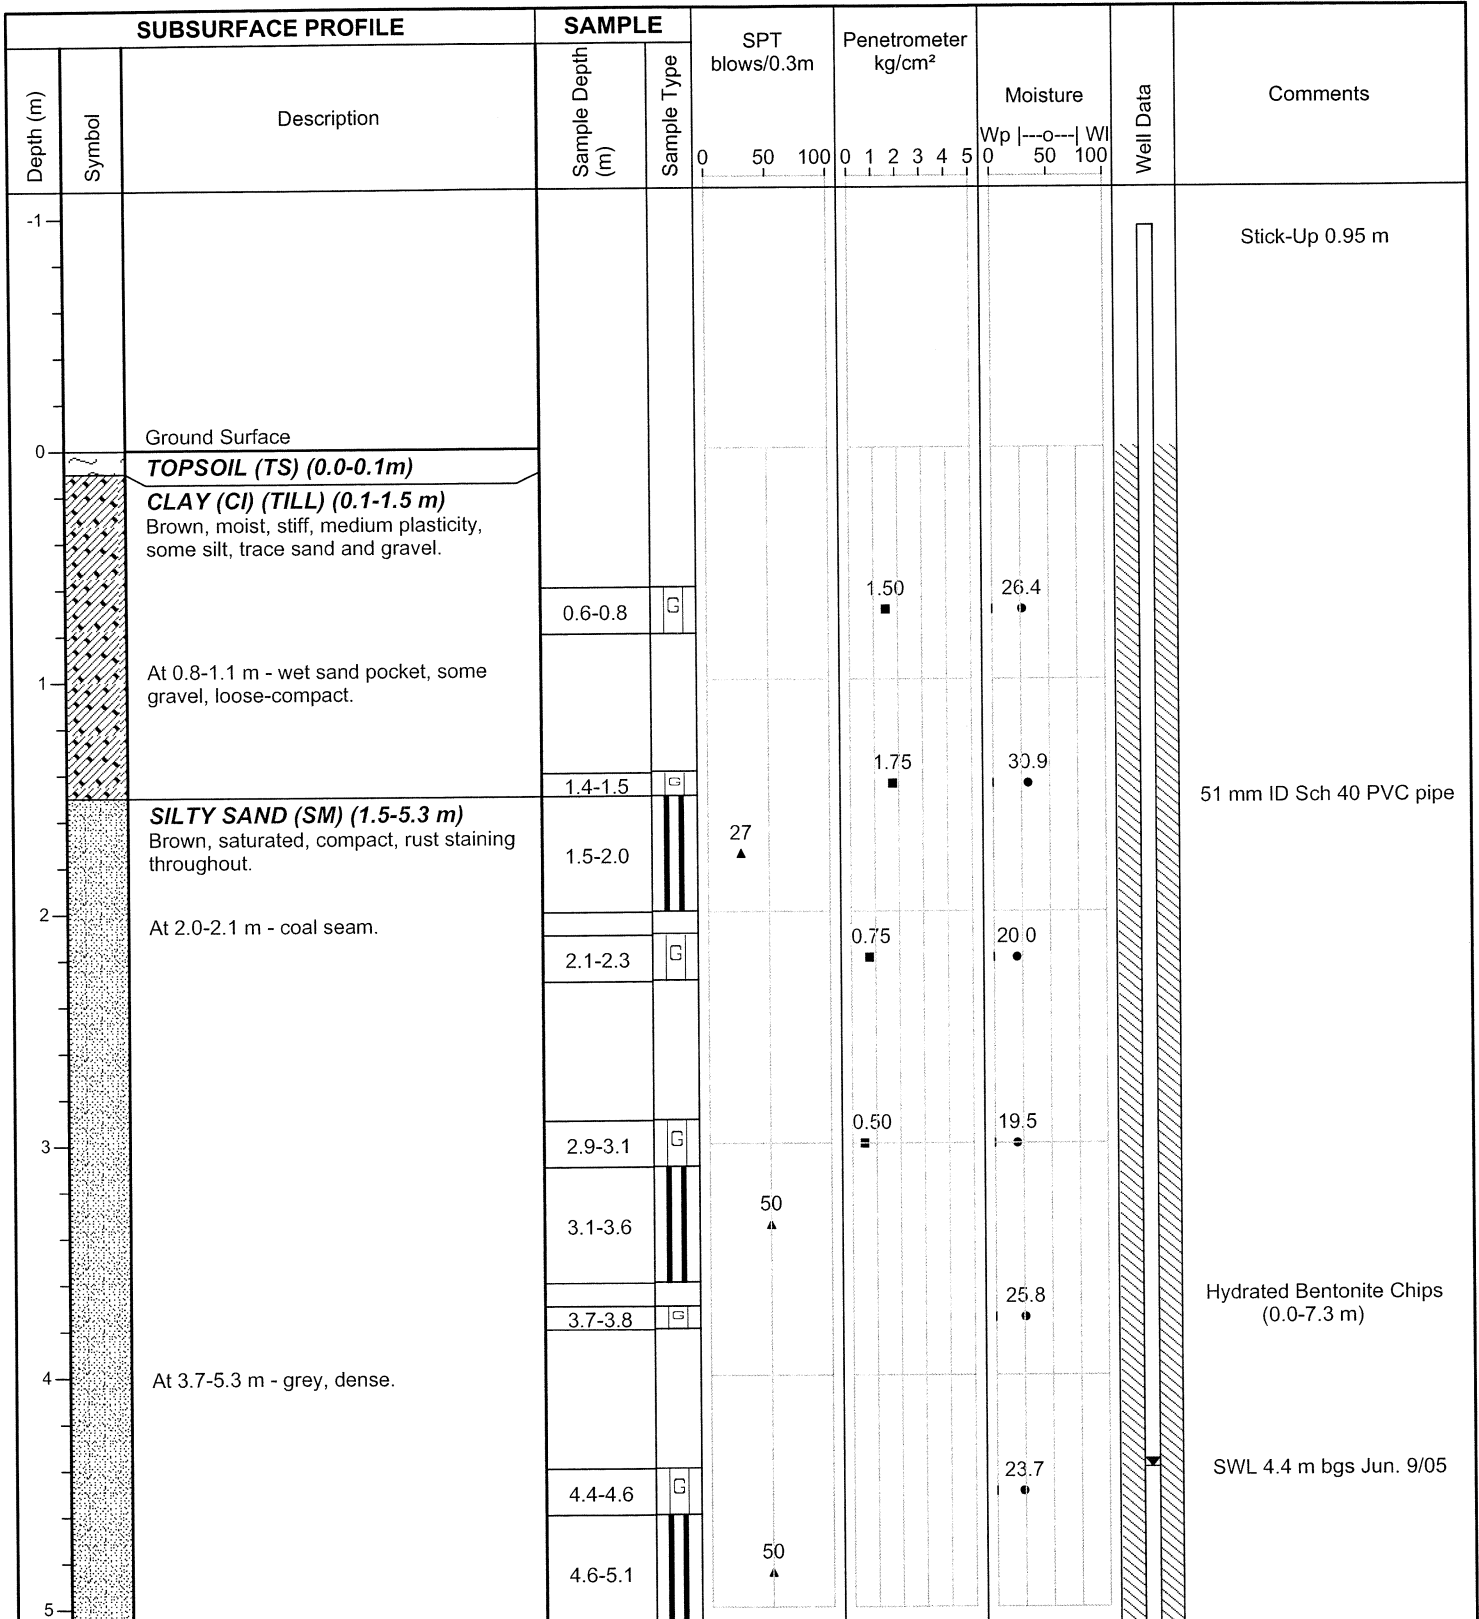 SUBSURFACE PROFILE
SAMPLE
SPT
blows/0.3m
Penetrometer
kg/cm²
Moisture
Wp |---o---| Wl
Depth (m)
Symbol
Description
Sample Depth
(m)
Sample Type
Well Data
Comments
0 50 100
0 1 2 3 4 5
0 50 100
-1
Stick-Up 0.95 m
Ground Surface
0
TOPSOIL (TS) (0.0-0.1m)
CLAY (CI) (TILL) (0.1-1.5 m)
Brown, moist, stiff, medium plasticity,
some silt, trace sand and gravel.
0.6-0.8 G 1.50 26.4
At 0.8-1.1 m - wet sand pocket, some
gravel, loose-compact.
1
1.4-1.5 G 1.75 30.9
51 mm ID Sch 40 PVC pipe
SILTY SAND (SM) (1.5-5.3 m)
Brown, saturated, compact, rust staining
throughout.
1.5-2.0 27
2
At 2.0-2.1 m - coal seam.
2.1-2.3 G 0.75 20.0
3
2.9-3.1 G 0.50 19.5
3.1-3.6 50
Hydrated Bentonite Chips
(0.0-7.3 m)
3.7-3.8 G 25.8
4
At 3.7-5.3 m - grey, dense.
4.4-4.6 G 23.7
SWL 4.4 m bgs Jun. 9/05
4.6-5.1 50
5